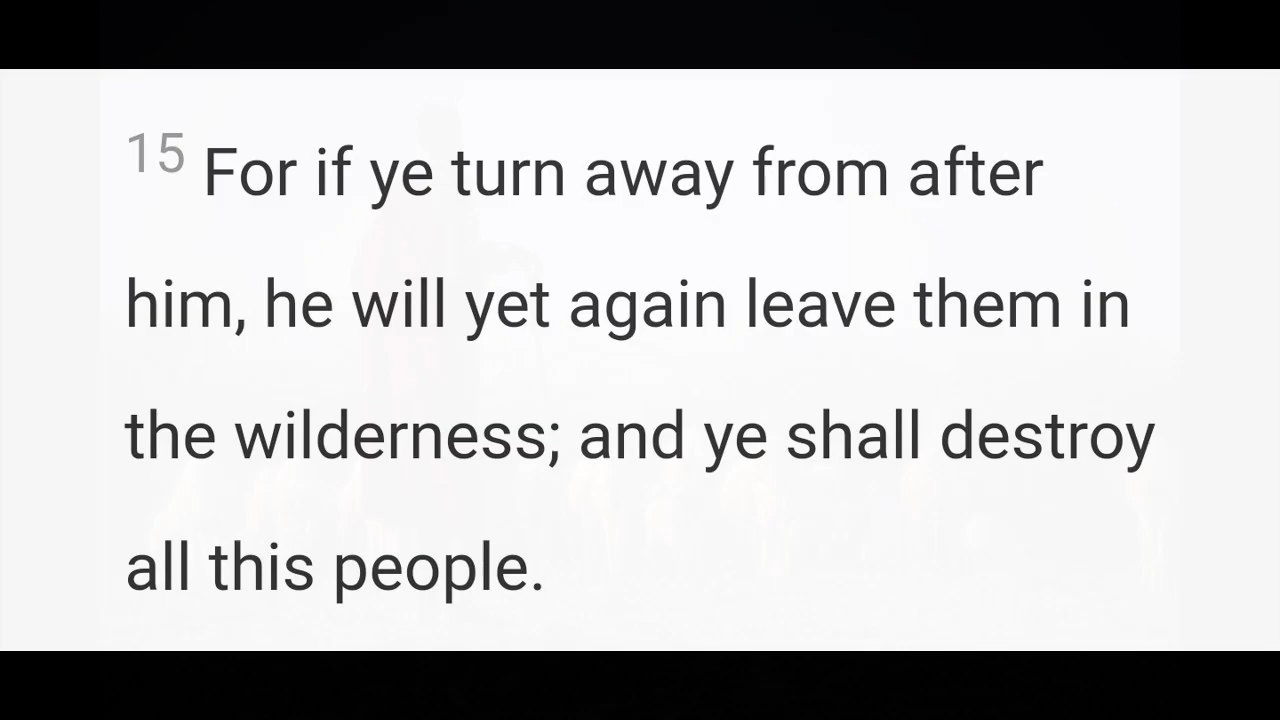 15 For if ye turn away from after
him, he will yet again leave them in
the wilderness; and ye shall destroy
all this people.